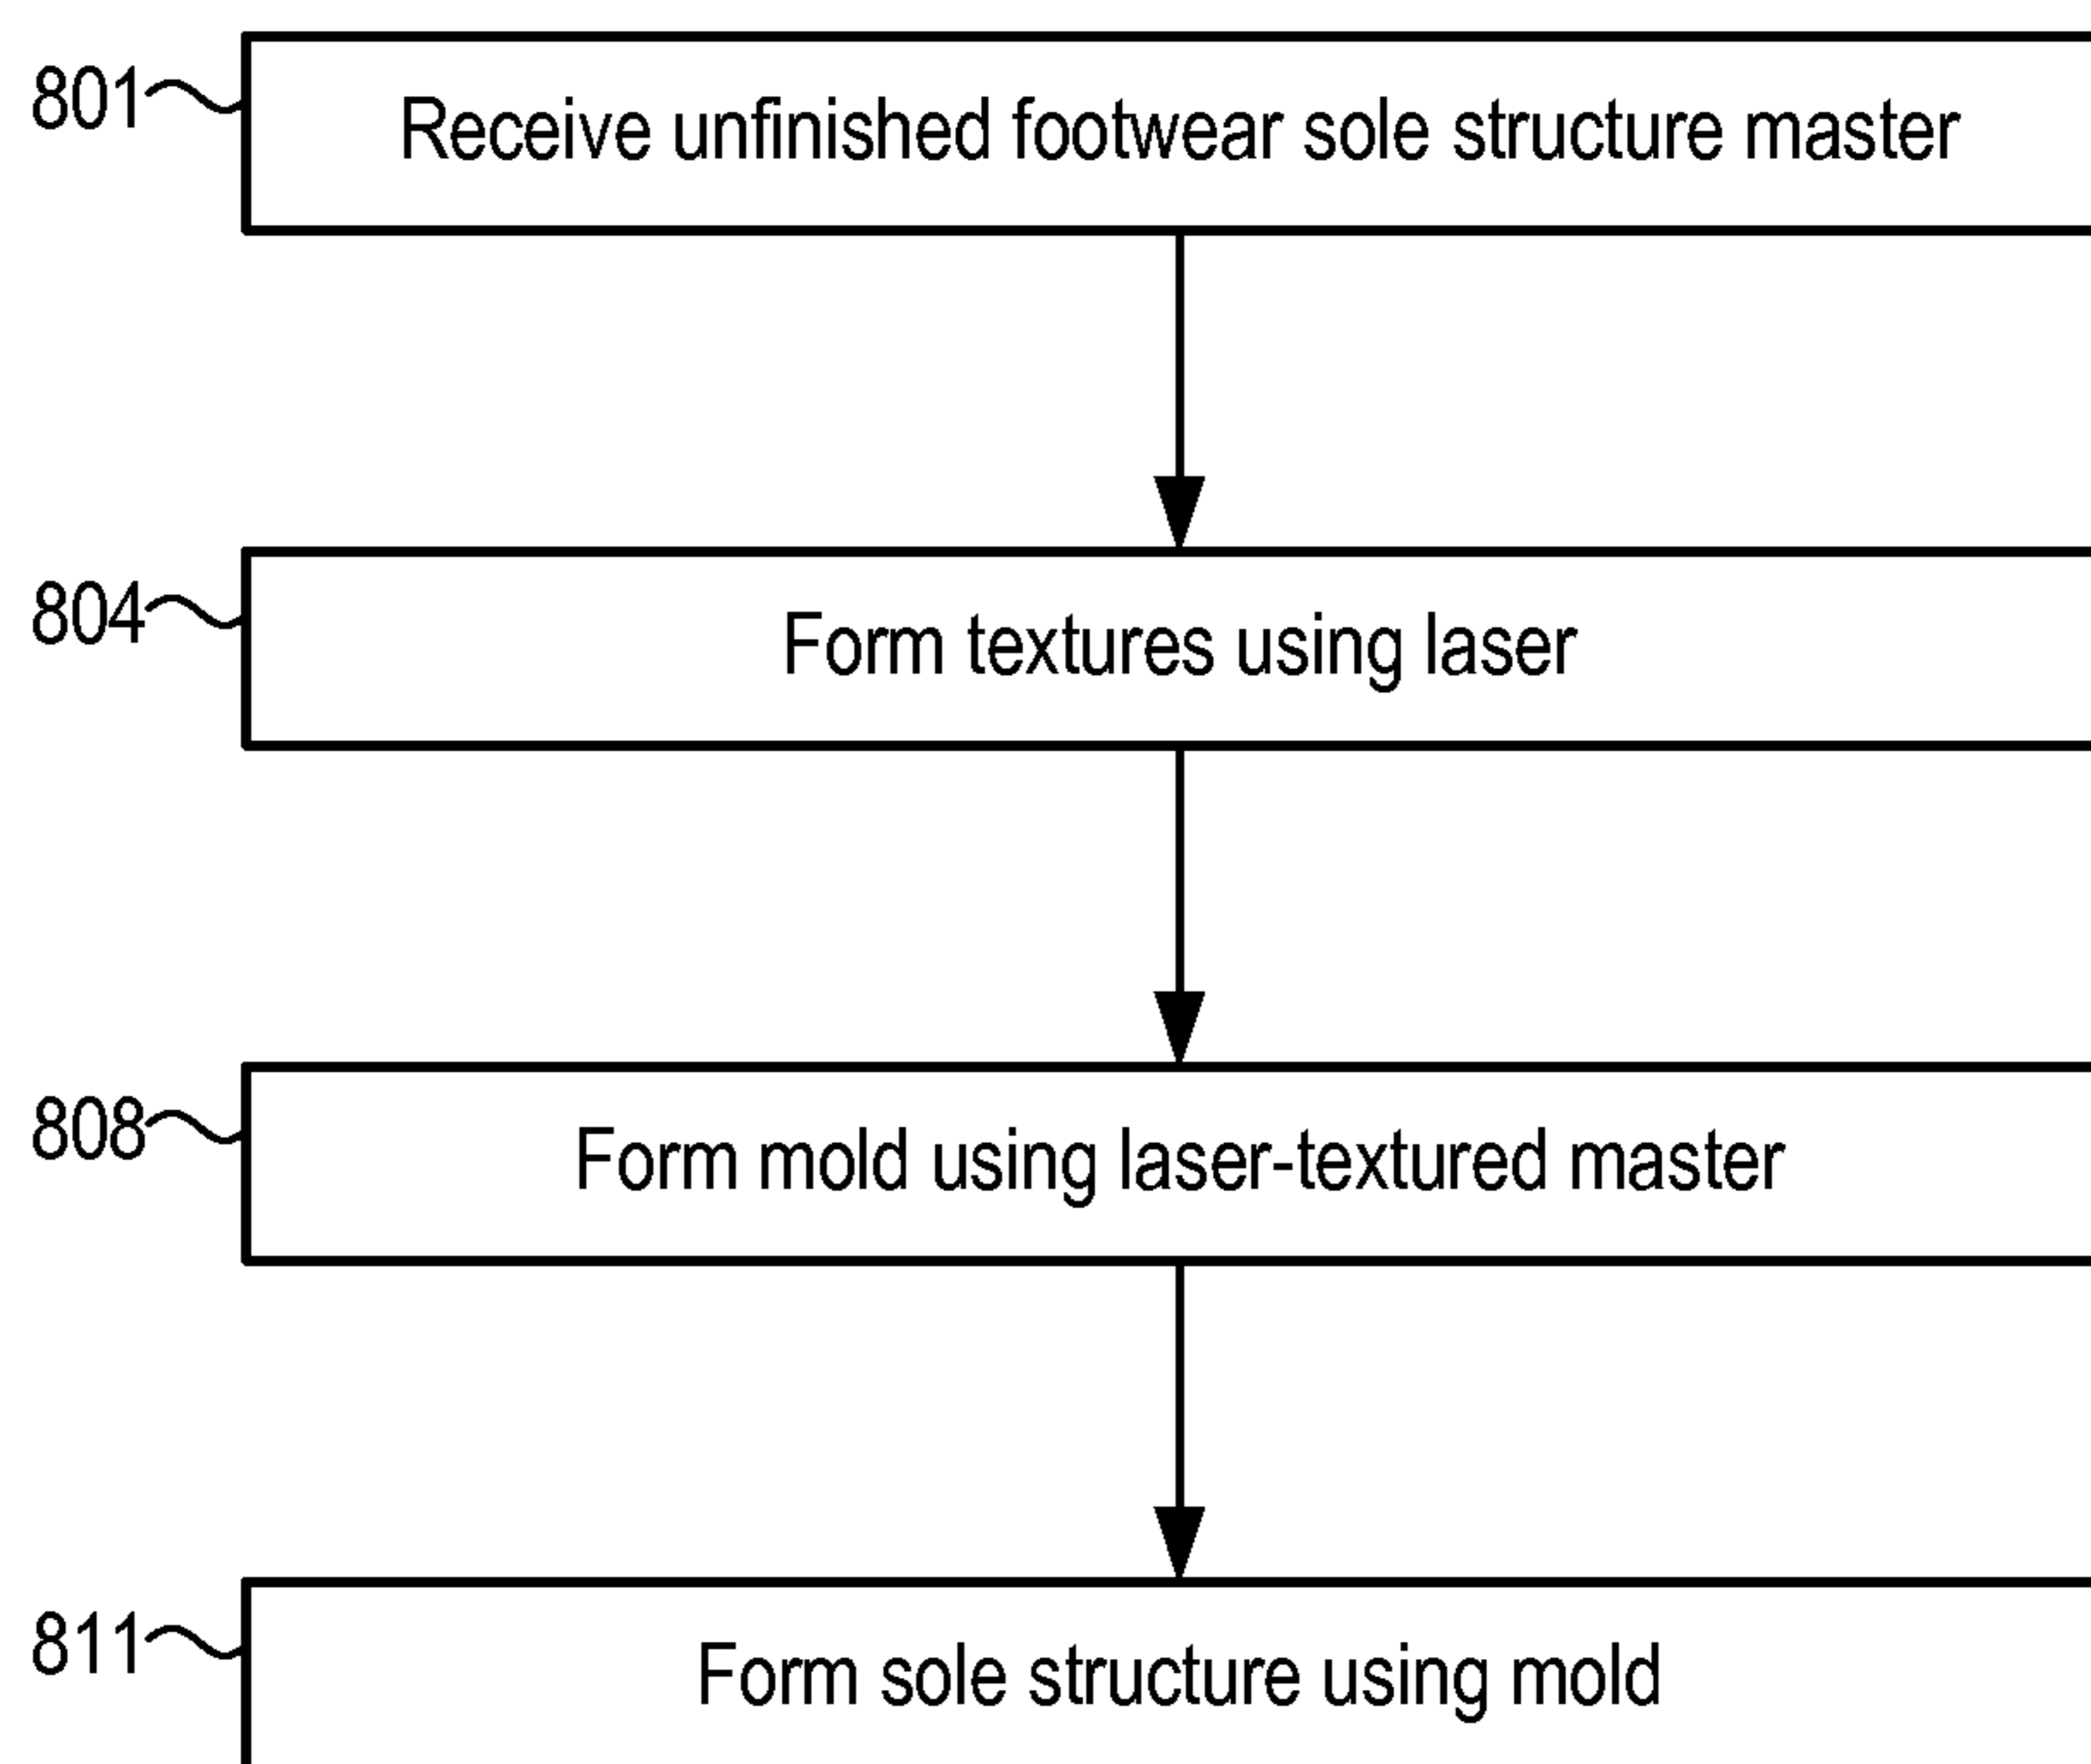 801
Receive unfinished footwear sole structure master
804
Form textures using laser
808
Form mold using laser-textured master
811
Form sole structure using mold